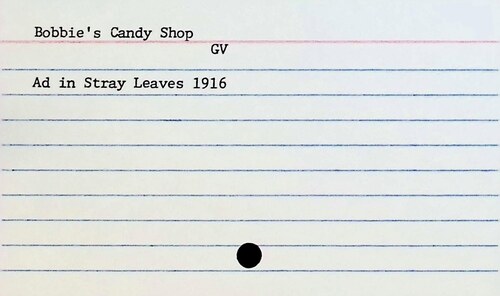 Bobbie's Candy Shop
GV
Ad in Stray Leaves 1916